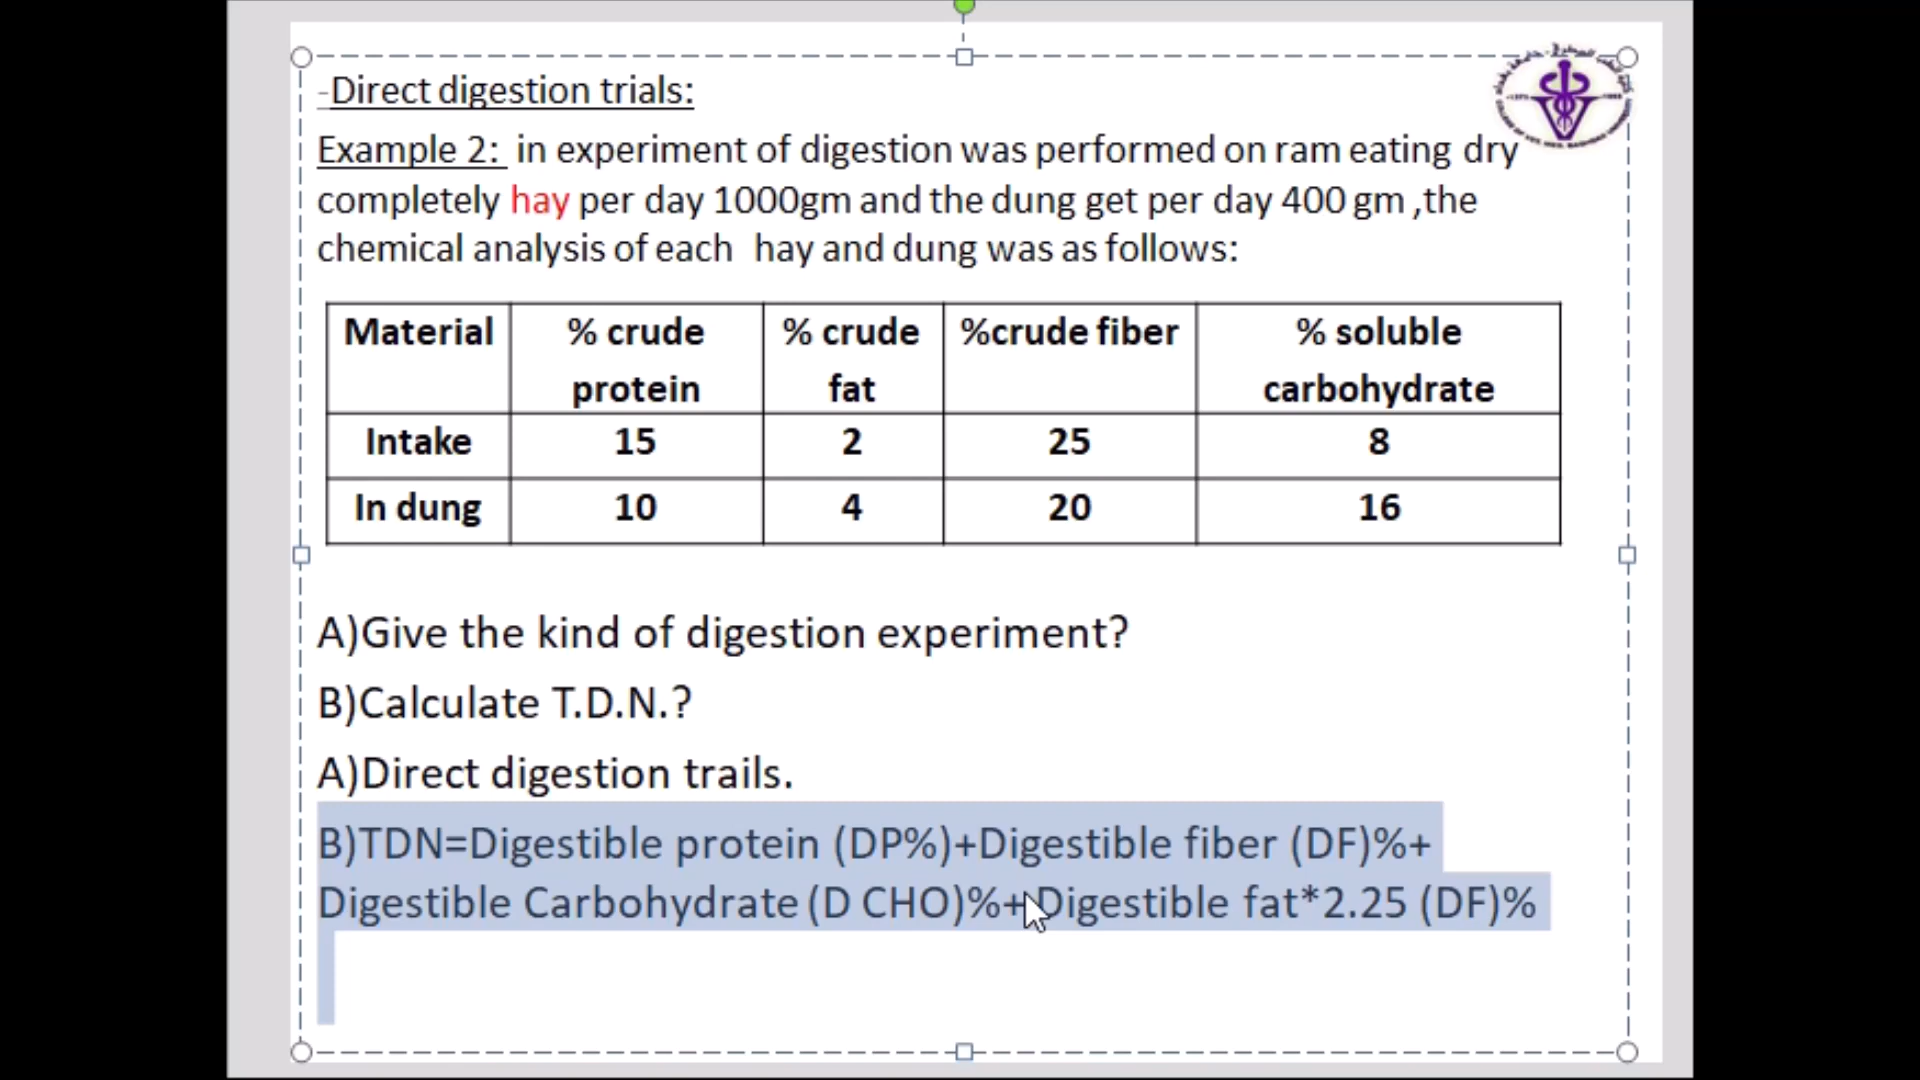 -Direct digestion trials:
Example 2: in experiment of digestion was performed on ram eating dry
completely hay per day 1000gm and the dung get per day 400 gm ,the
chemical analysis of each hay and dung was as follows:
Material % crude protein % crude fat %crude fiber % soluble carbohydrate
Intake 15 2 25 8
In dung 10 4 20 16
A)Give the kind of digestion experiment?
B)Calculate T.D.N.?
A)Direct digestion trails.
B)TDN=Digestible protein (DP%)+Digestible fiber (DF)%+
Digestible Carbohydrate (D CHO)%+Digestible fat*2.25 (DF)%